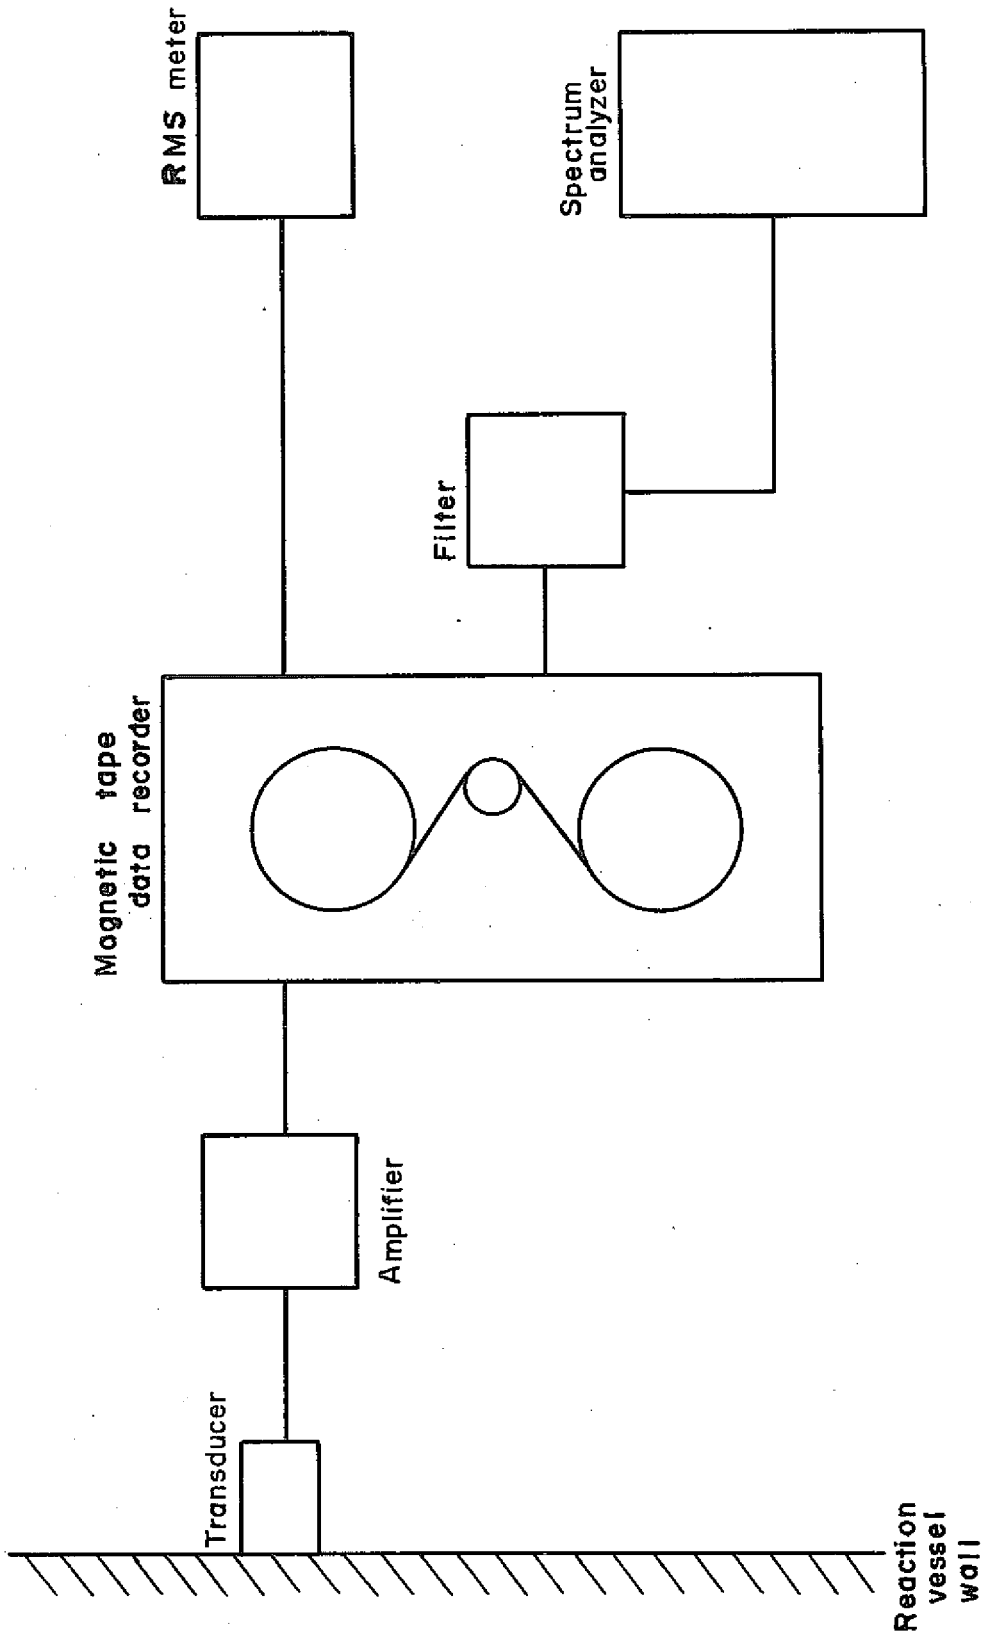 Reaction
vessel
wall
Transducer
Amplifier
Magnetic tape
data recorder
Filter
RMS meter
Spectrum
analyzer